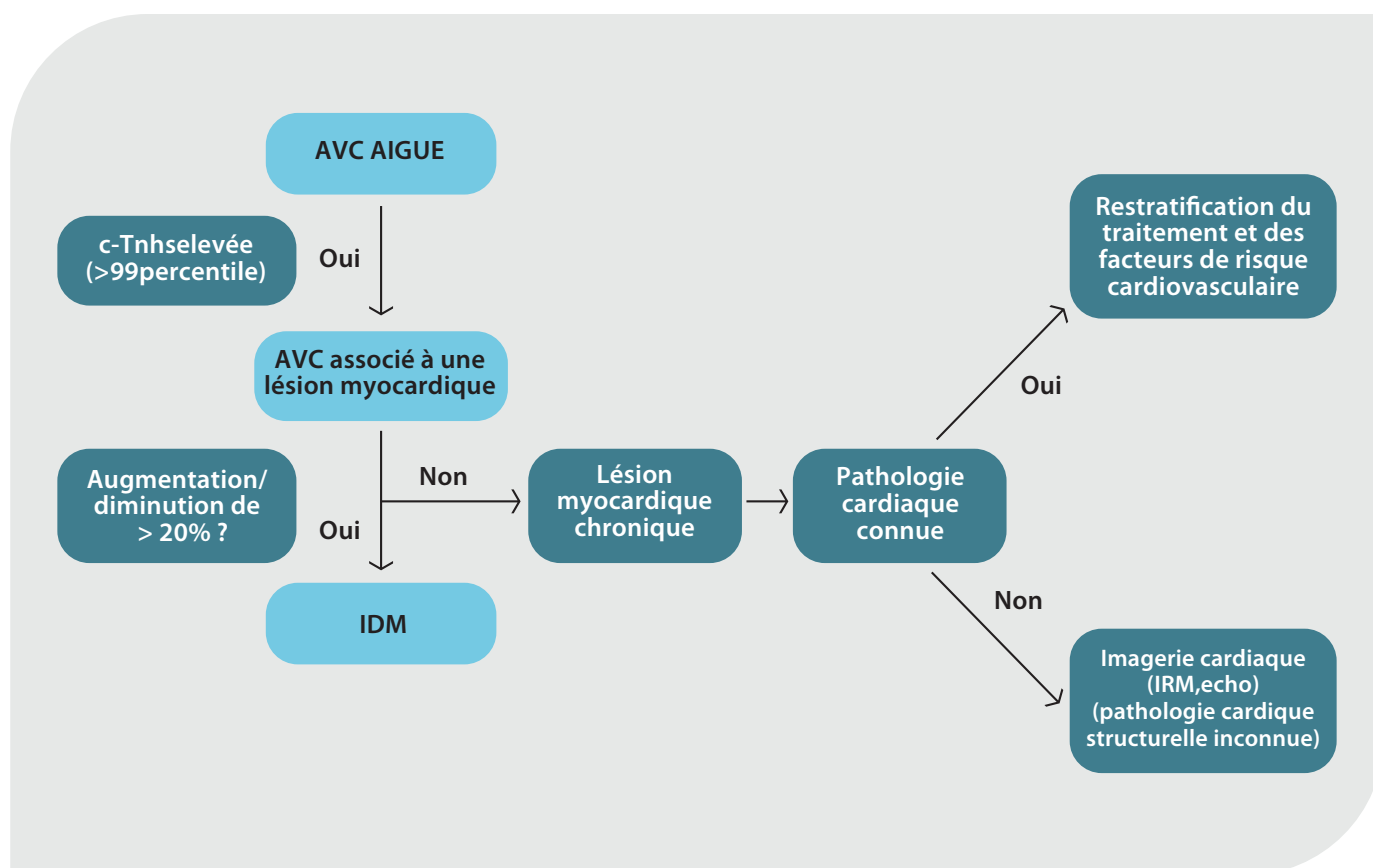 AVC AIGUE
c-Tnhselevée
(>99percentile)
Oui
AVC associé à une
lésion myocardique
Augmentation/
diminution de
> 20% ?
Oui
Non
IDM
Lésion
myocardique
chronique
Pathologie
cardiaque
connue
Oui
Restratification du
traitement et des
facteurs de risque
cardiovasculaire
Non
Imagerie cardiaque
(IRM,echo)
(pathologie cardique
structurelle inconnue)